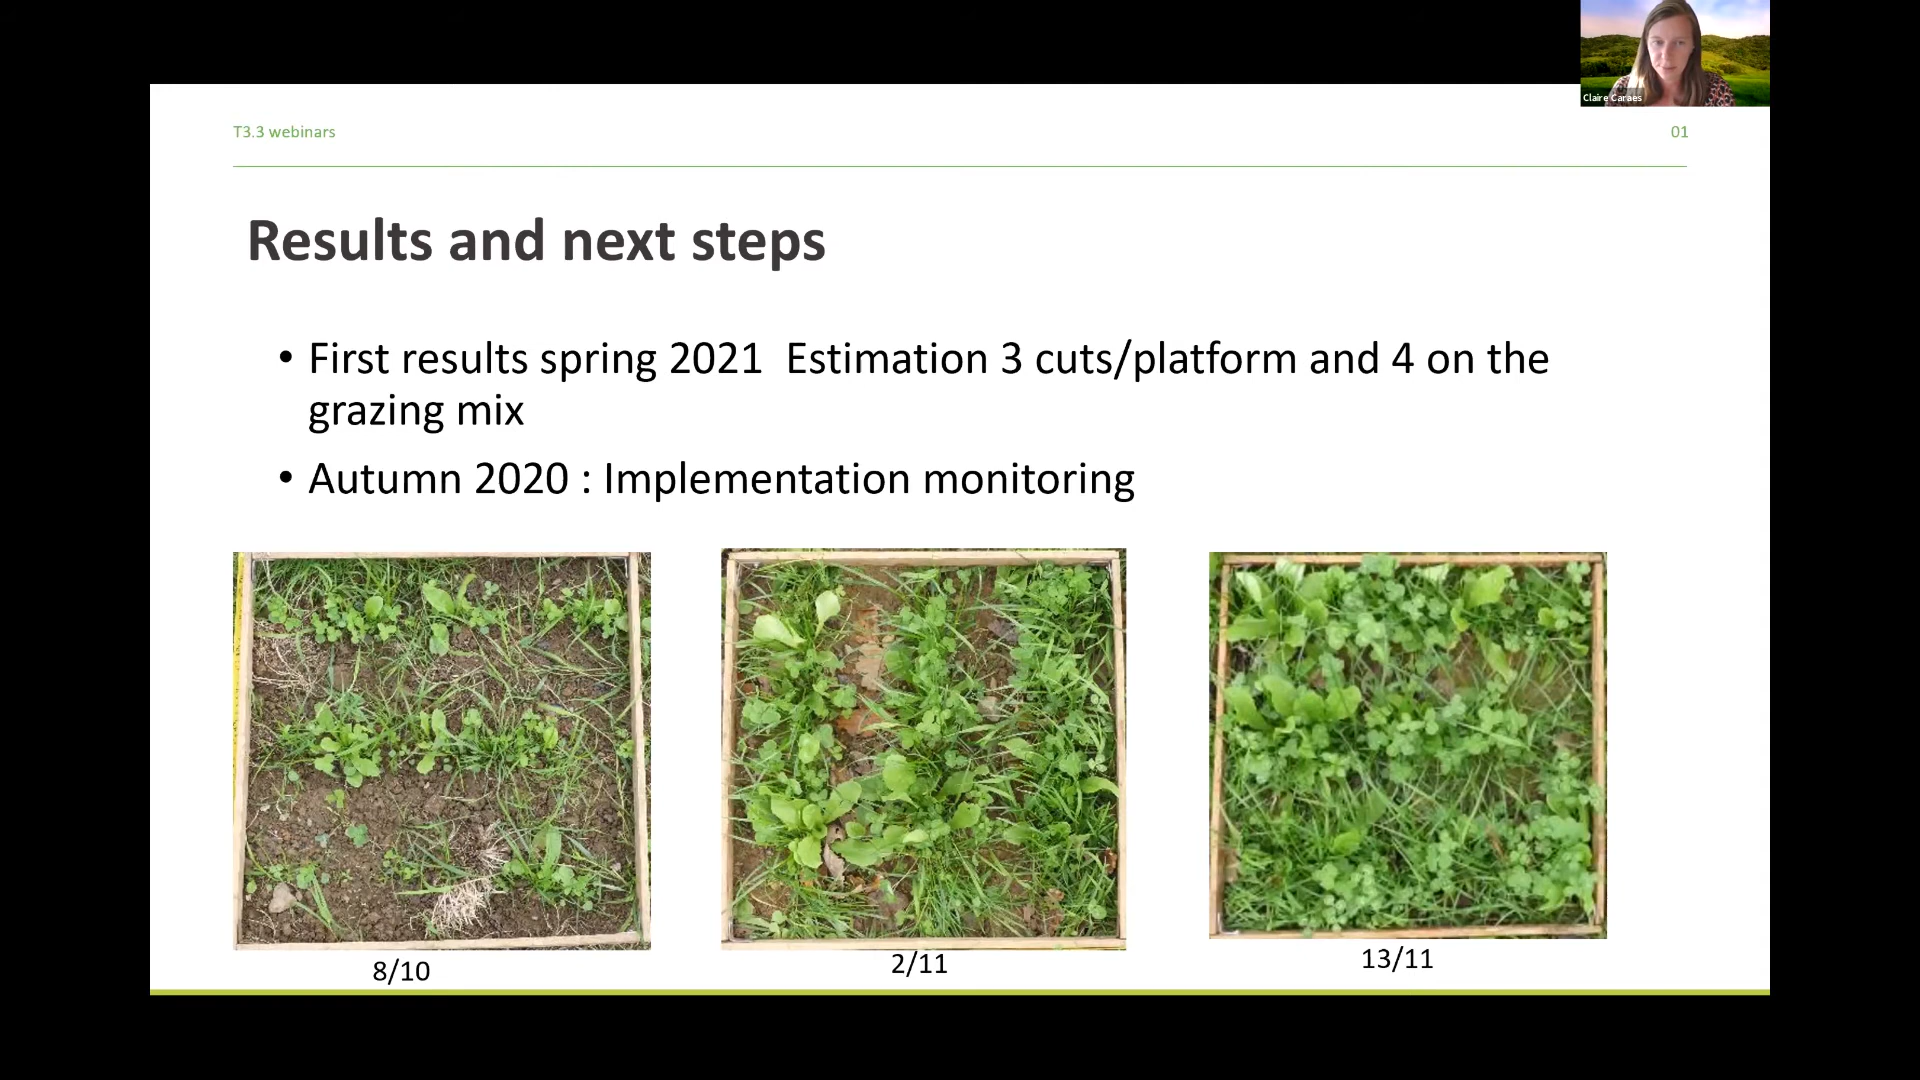 Claire Caraes
T3.3 webinars
01
Results and next steps
• First results spring 2021  Estimation 3 cuts/platform and 4 on the
grazing mix
• Autumn 2020 : Implementation monitoring
8/10
2/11
13/11